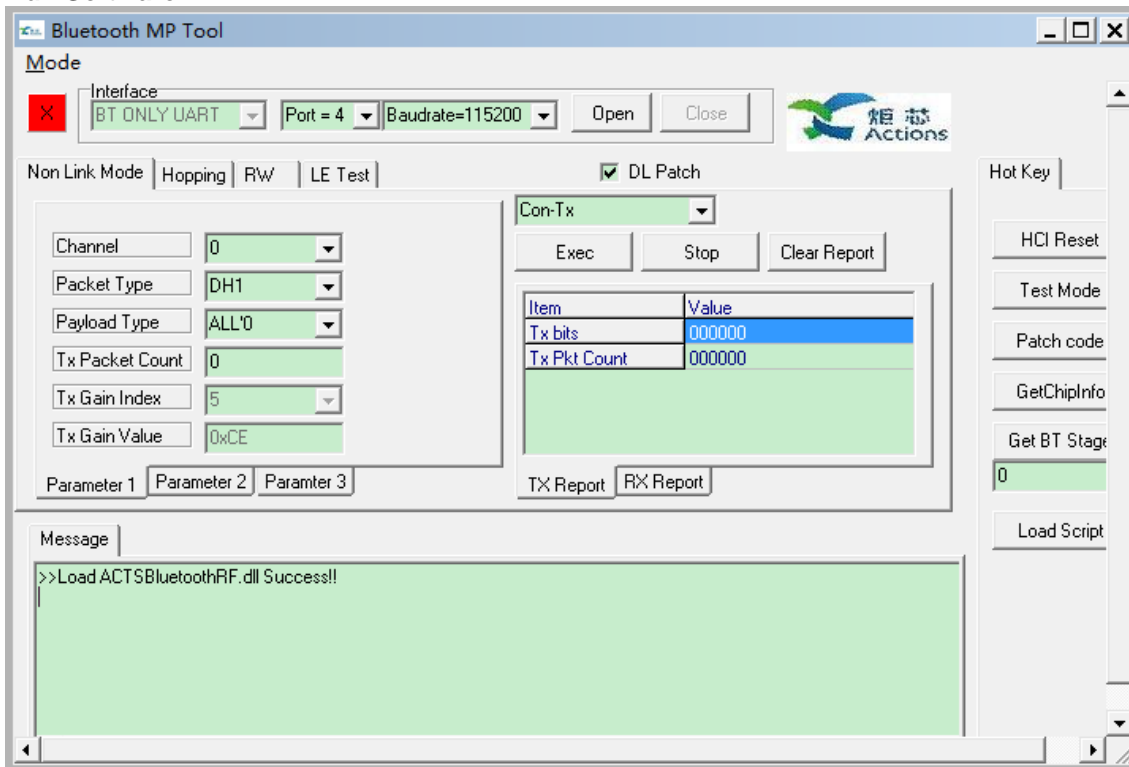 Bluetooth MP Tool
Mode
Interface
X
BT ONLY UART
Port = 4
Baudrate=115200
Open
Close
炬芯
Actions
Non Link Mode
Hopping
RW
LE Test
DL Patch
Hot Key
Con-Tx
Exec
Stop
Clear Report
Channel
0
Packet Type
DH1
Payload Type
ALL'0
Tx Packet Count
0
Tx Gain Index
5
Tx Gain Value
0xCE
Item Value
Tx bits 000000
Tx Pkt Count 000000
Parameter 1
Parameter 2
Paramter 3
TX Report
RX Report
HCI Reset
Test Mode
Patch code
GetChipInfo
Get BT Stage
0
Load Script
Message
>>Load ACTSBluetoothRF.dll Success!!